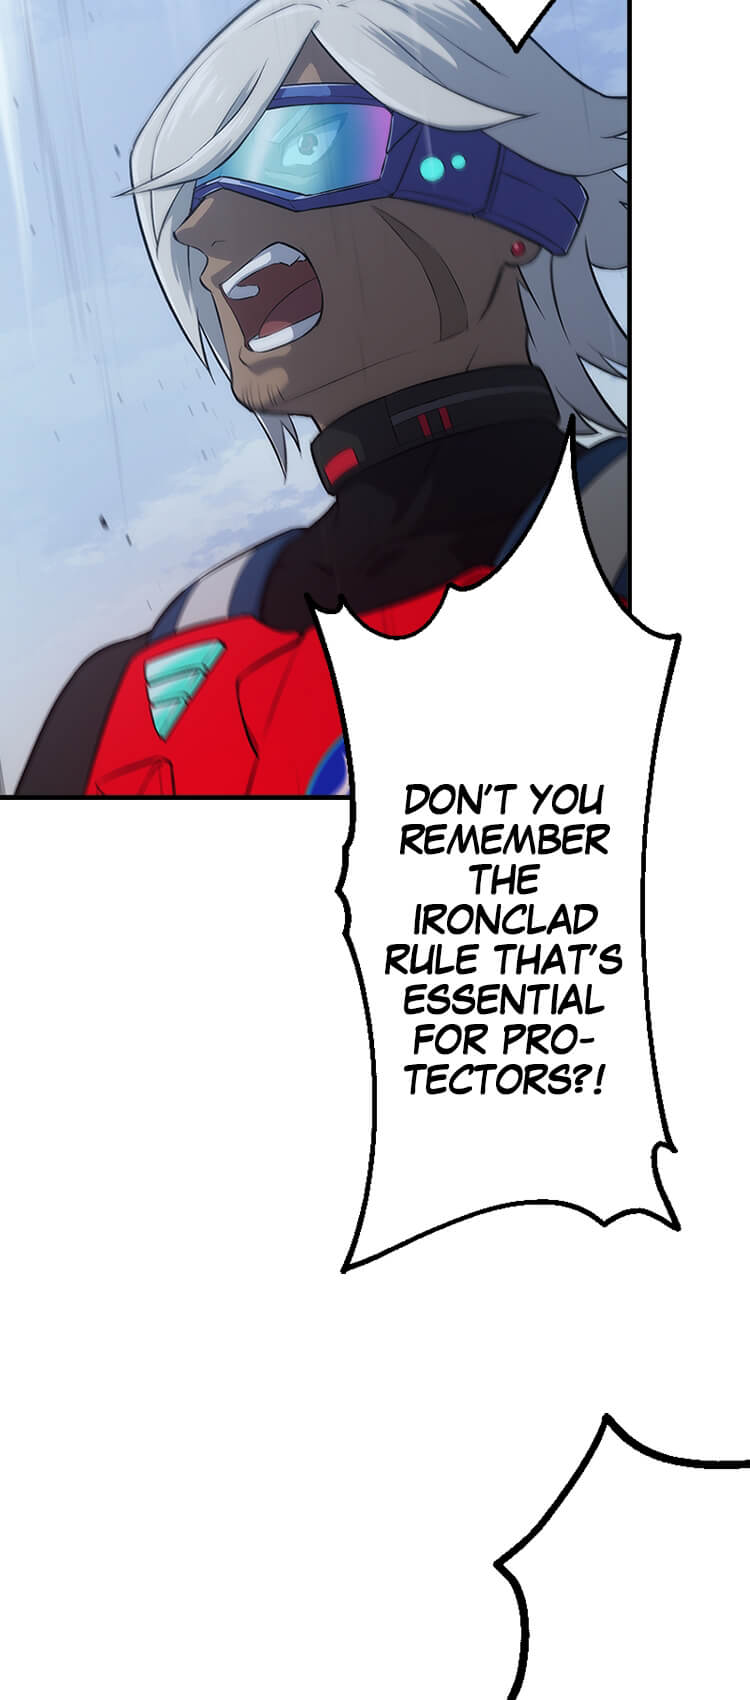 DON'T YOU
REMEMBER
THE
IRONCLAD
RULE THAT'S
ESSENTIAL
FOR PRO-
TECTORS?!